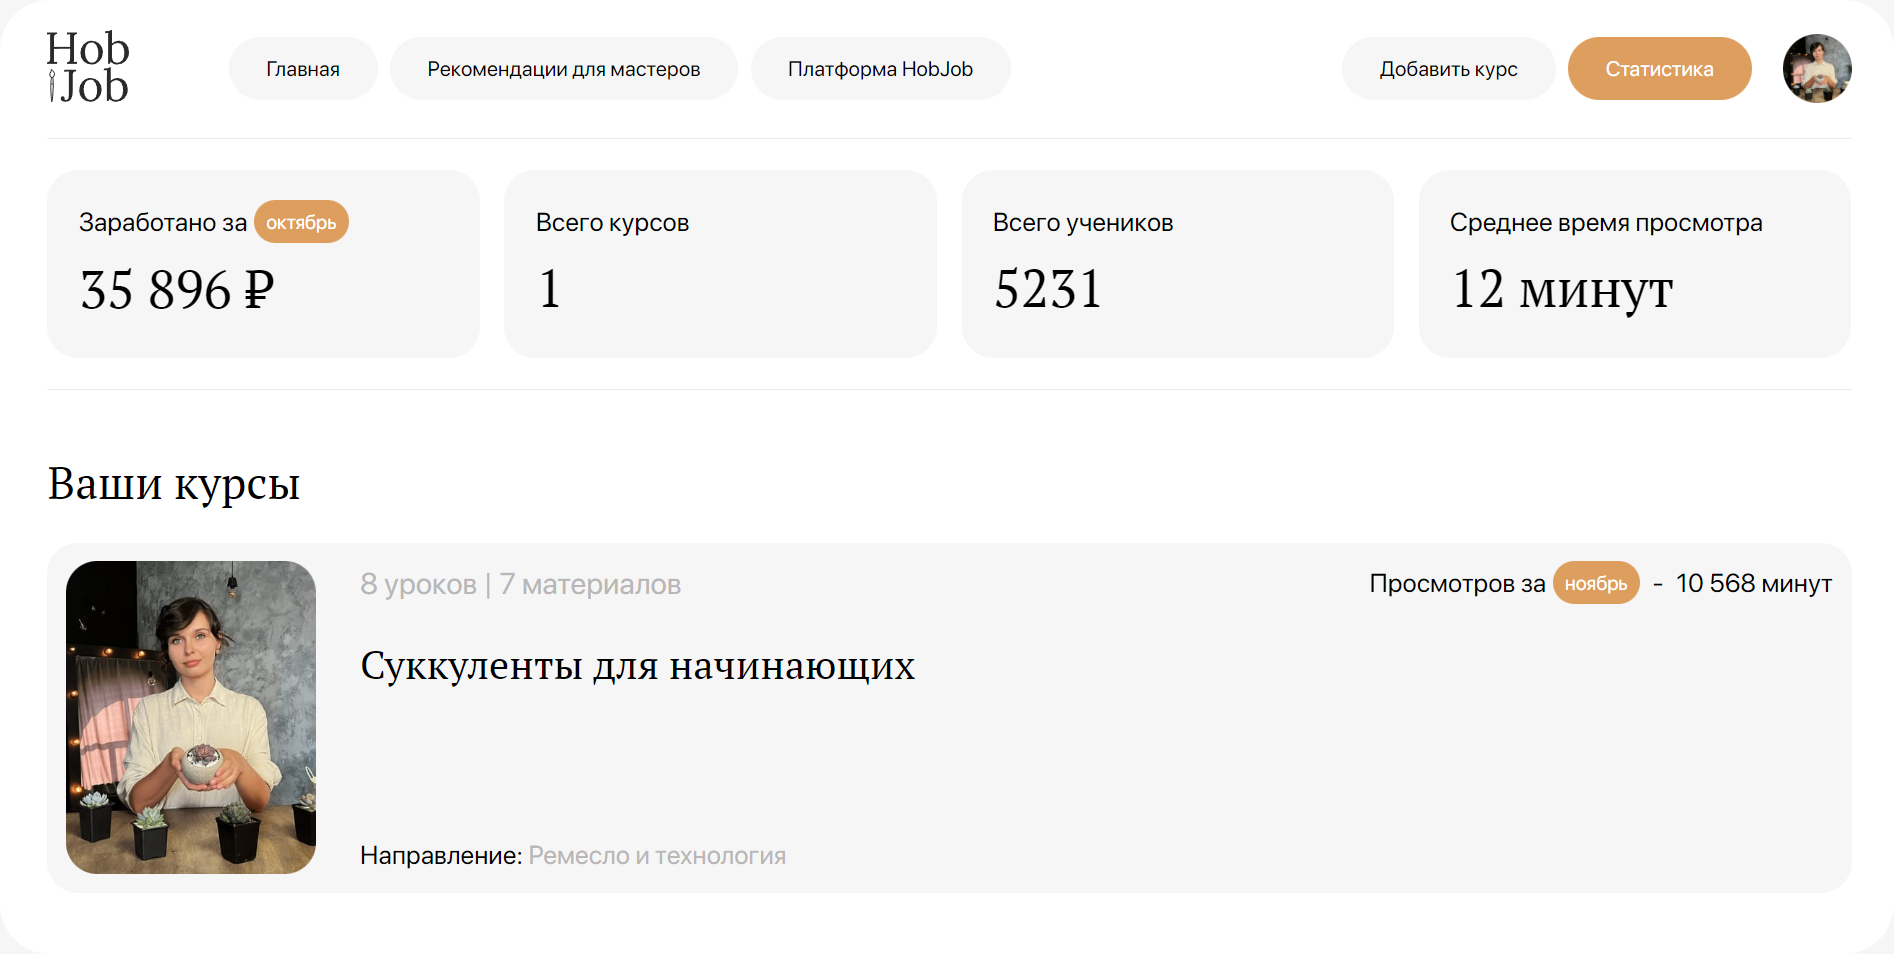 Hob
Job
Главная
Рекомендации для мастеров
Платформа HobJob
Добавить курс
Статистика
Заработано за октябрь
35 896 ₽
Всего курсов
1
Всего учеников
5231
Среднее время просмотра
12 минут
Ваши курсы
8 уроков | 7 материалов
Просмотров за ноябрь - 10 568 минут
Суккуленты для начинающих
Направление: Ремесло и технология